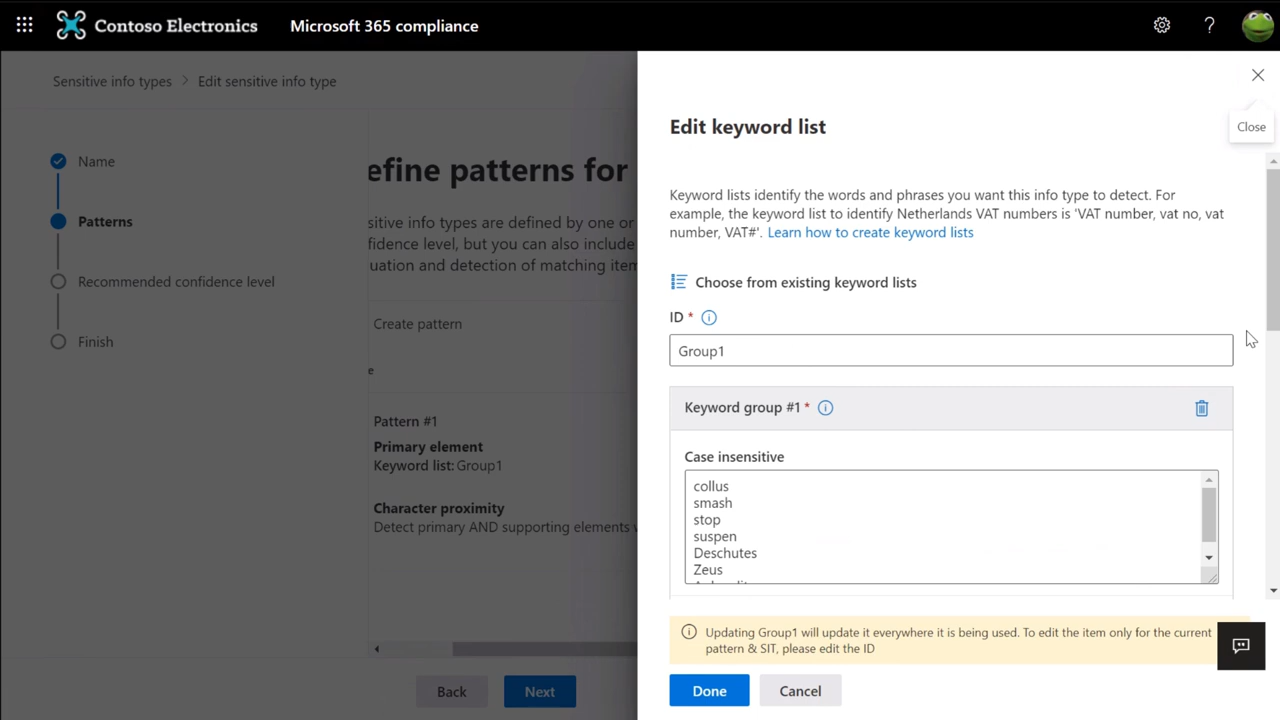 Contoso Electronics
Microsoft 365 compliance
?
Sensitive info types > Edit sensitive info type
Name
Patterns
Recommended confidence level
Finish
efine patterns for
sitive info types are defined by one or
fidence level, but you can also include
uation and detection of matching item
Create pattern
e
Pattern #1
Primary element
Keyword list: Group1
Character proximity
Detect primary AND supporting elements
Back
Next
Close
Edit keyword list
Keyword lists identify the words and phrases you want this info type to detect. For
example, the keyword list to identify Netherlands VAT numbers is 'VAT number, vat no, vat
number, VAT#'. Learn how to create keyword lists
Choose from existing keyword lists
ID *
Group1
Keyword group #1 *
Case insensitive
collus
smash
stop
suspen
Deschutes
Zeus
Updating Group1 will update it everywhere it is being used. To edit the item only for the current
pattern & SIT, please edit the ID
Done
Cancel